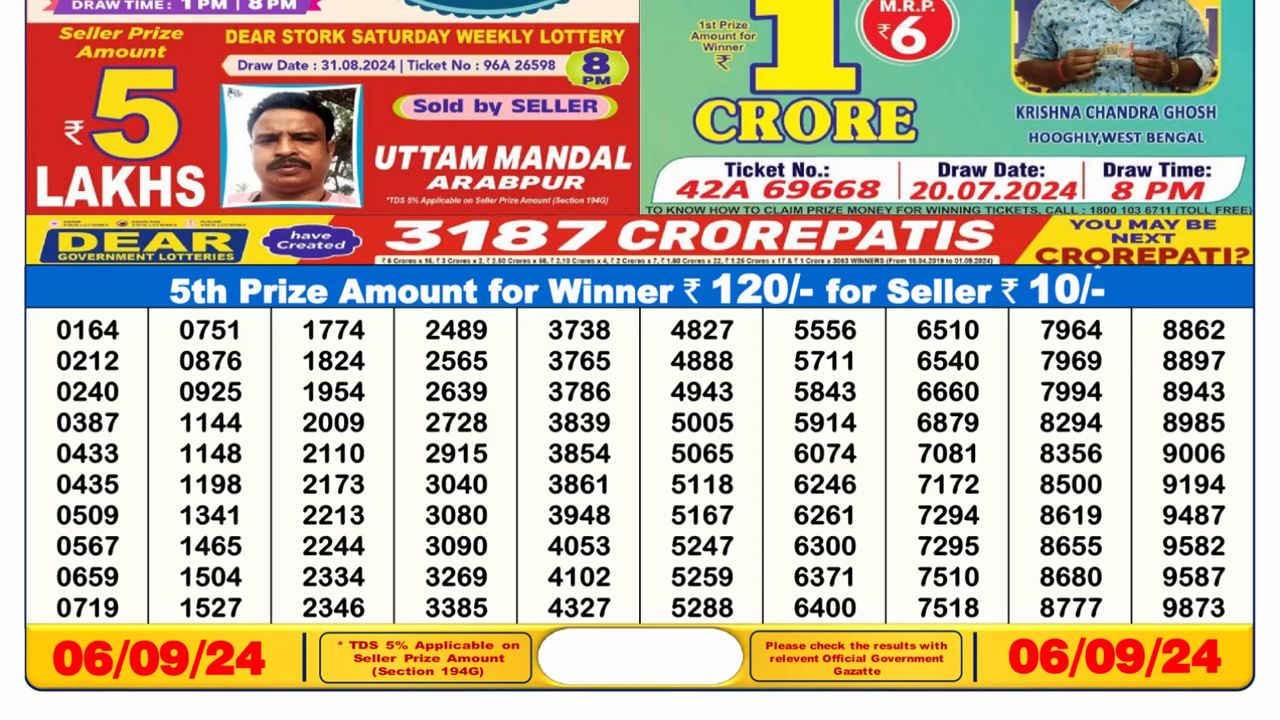 DRAW TIME: 1 PM | 8 PM
Seller Prize
Amount
₹ 5
LAKHS
DEAR STORK SATURDAY WEEKLY LOTTERY
Draw Date : 31.08.2024 | Ticket No : 96A 26598
8
PM
Sold by SELLER
UTTAM MANDAL
ARABPUR
*TDS 5% Applicable on Seller Prize Amount (Section 194G)
1st Prize
Amount for
Winner
₹
1
CRORE
M.R.P.
₹6
KRISHNA CHANDRA GHOSH
HOOGHLY,WEST BENGAL
Ticket No.: Draw Date: Draw Time:
42A 69668 20.07.2024 8 PM
TO KNOW HOW TO CLAIM PRIZE MONEY FOR WINNING TICKETS, CALL : 1800 103 6711 (TOLL FREE)
DEAR
GOVERNMENT LOTTERIES
have
Created
3187 CROREPATIS
YOU MAY BE
NEXT
CROREPATI?
5th Prize Amount for Winner ₹ 120/- for Seller ₹ 10/-*
0164 0751 1774 2489 3738 4827 5556 6510 7964 8862
0212 0876 1824 2565 3765 4888 5711 6540 7969 8897
0240 0925 1954 2639 3786 4943 5843 6660 7994 8943
0387 1144 2009 2728 3839 5005 5914 6879 8294 8985
0433 1148 2110 2915 3854 5065 6074 7081 8356 9006
0435 1198 2173 3040 3861 5118 6246 7172 8500 9194
0509 1341 2213 3080 3948 5167 6261 7294 8619 9487
0567 1465 2244 3090 4053 5247 6300 7295 8655 9582
0659 1504 2334 3269 4102 5259 6371 7510 8680 9587
0719 1527 2346 3385 4327 5288 6400 7518 8777 9873
06/09/24
* TDS 5% Applicable on
Seller Prize Amount
(Section 194G)
Please check the results with
relevent Official Government
Gazatte
06/09/24